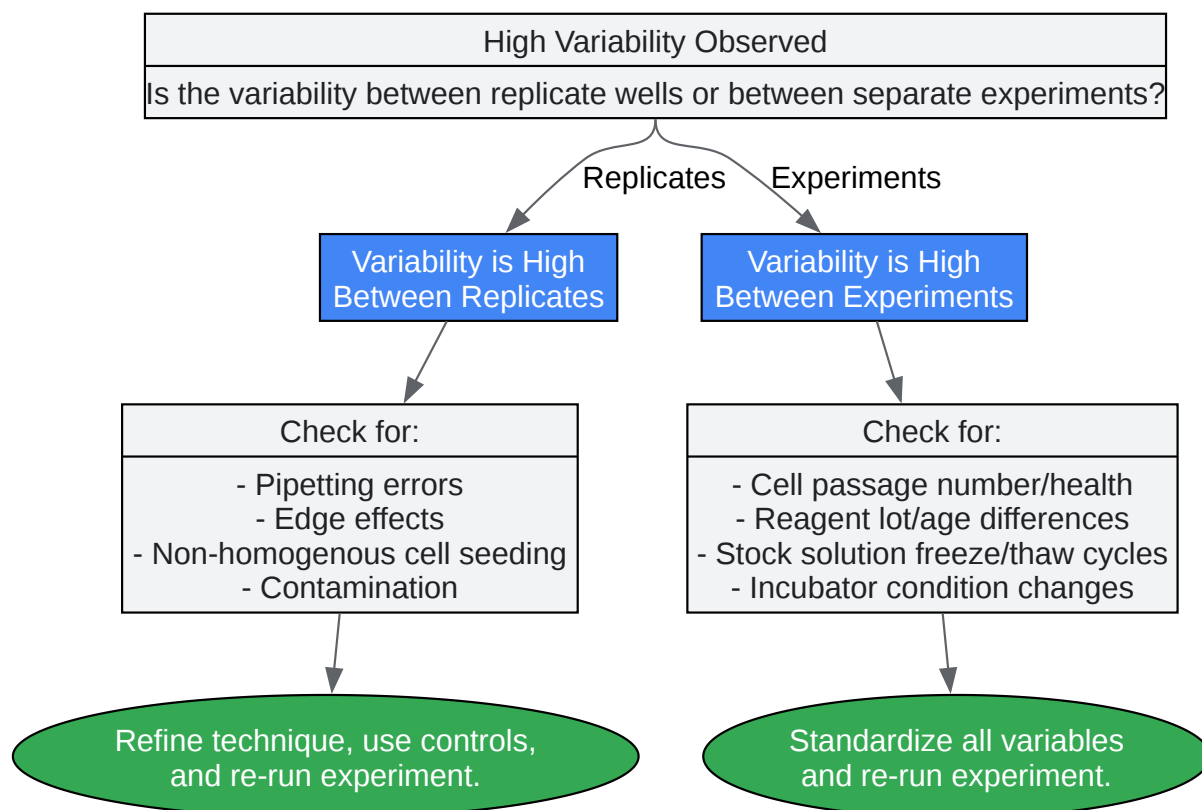 High Variability Observed
Is the variability between replicate wells or between separate experiments?
Replicates
Experiments
Variability is High
Between Replicates
Variability is High
Between Experiments
Check for:
- Pipetting errors
- Edge effects
- Non-homogenous cell seeding
- Contamination
Check for:
- Cell passage number/health
- Reagent lot/age differences
- Stock solution freeze/thaw cycles
- Incubator condition changes
Refine technique, use controls,
and re-run experiment.
Standardize all variables
and re-run experiment.